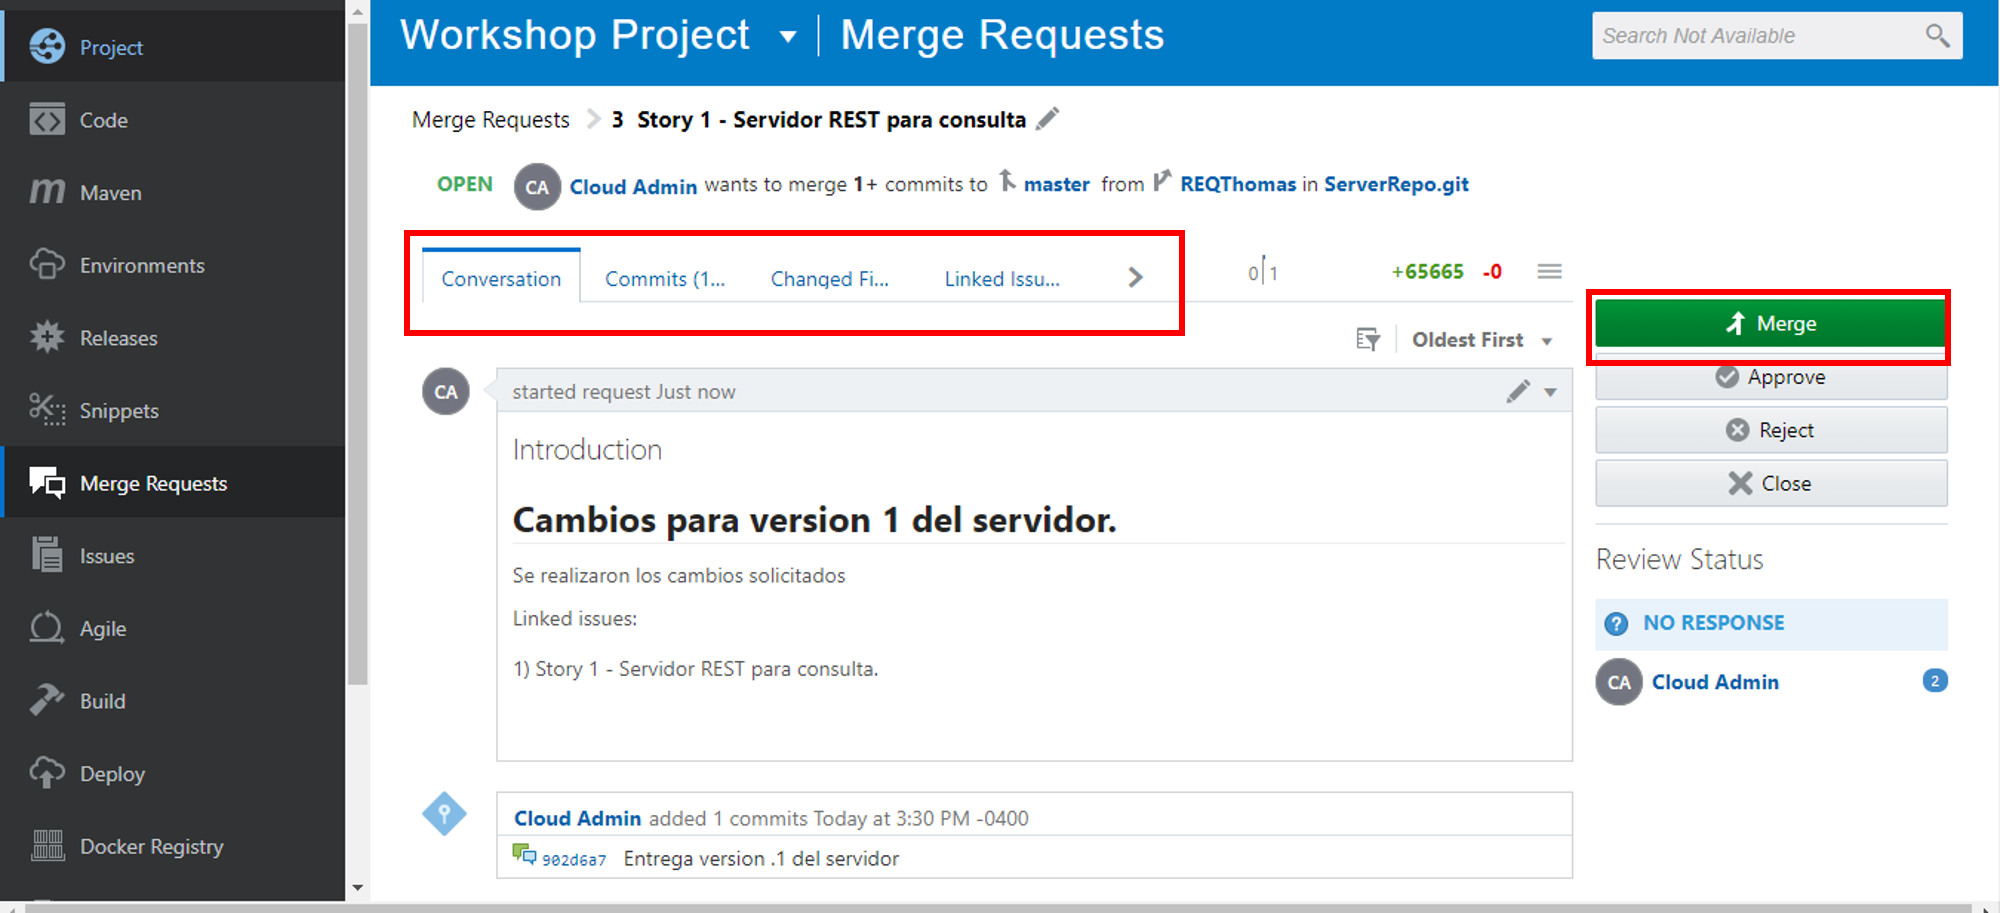 Project
Code
Maven
Environments
Releases
Snippets
Merge Requests
Issues
Agile
Build
Deploy
Docker Registry
Workshop Project Merge Requests
Search Not Available
Merge Requests 3 Story 1 - Servidor REST para consulta
OPEN CA Cloud Admin wants to merge 1+ commits to master from REQThomas in ServerRepo.git
Conversation Commits (1... Changed Fi... Linked Issu...
0 1 +65665 -0
Oldest First
CA started request Just now
Introduction
Cambios para version 1 del servidor.
Se realizaron los cambios solicitados
Linked issues:
1) Story 1 - Servidor REST para consulta.
Cloud Admin added 1 commits Today at 3:30 PM -0400
902d6a7 Entrega version .1 del servidor
Merge
Approve
Reject
Close
Review Status
? NO RESPONSE
CA Cloud Admin 2